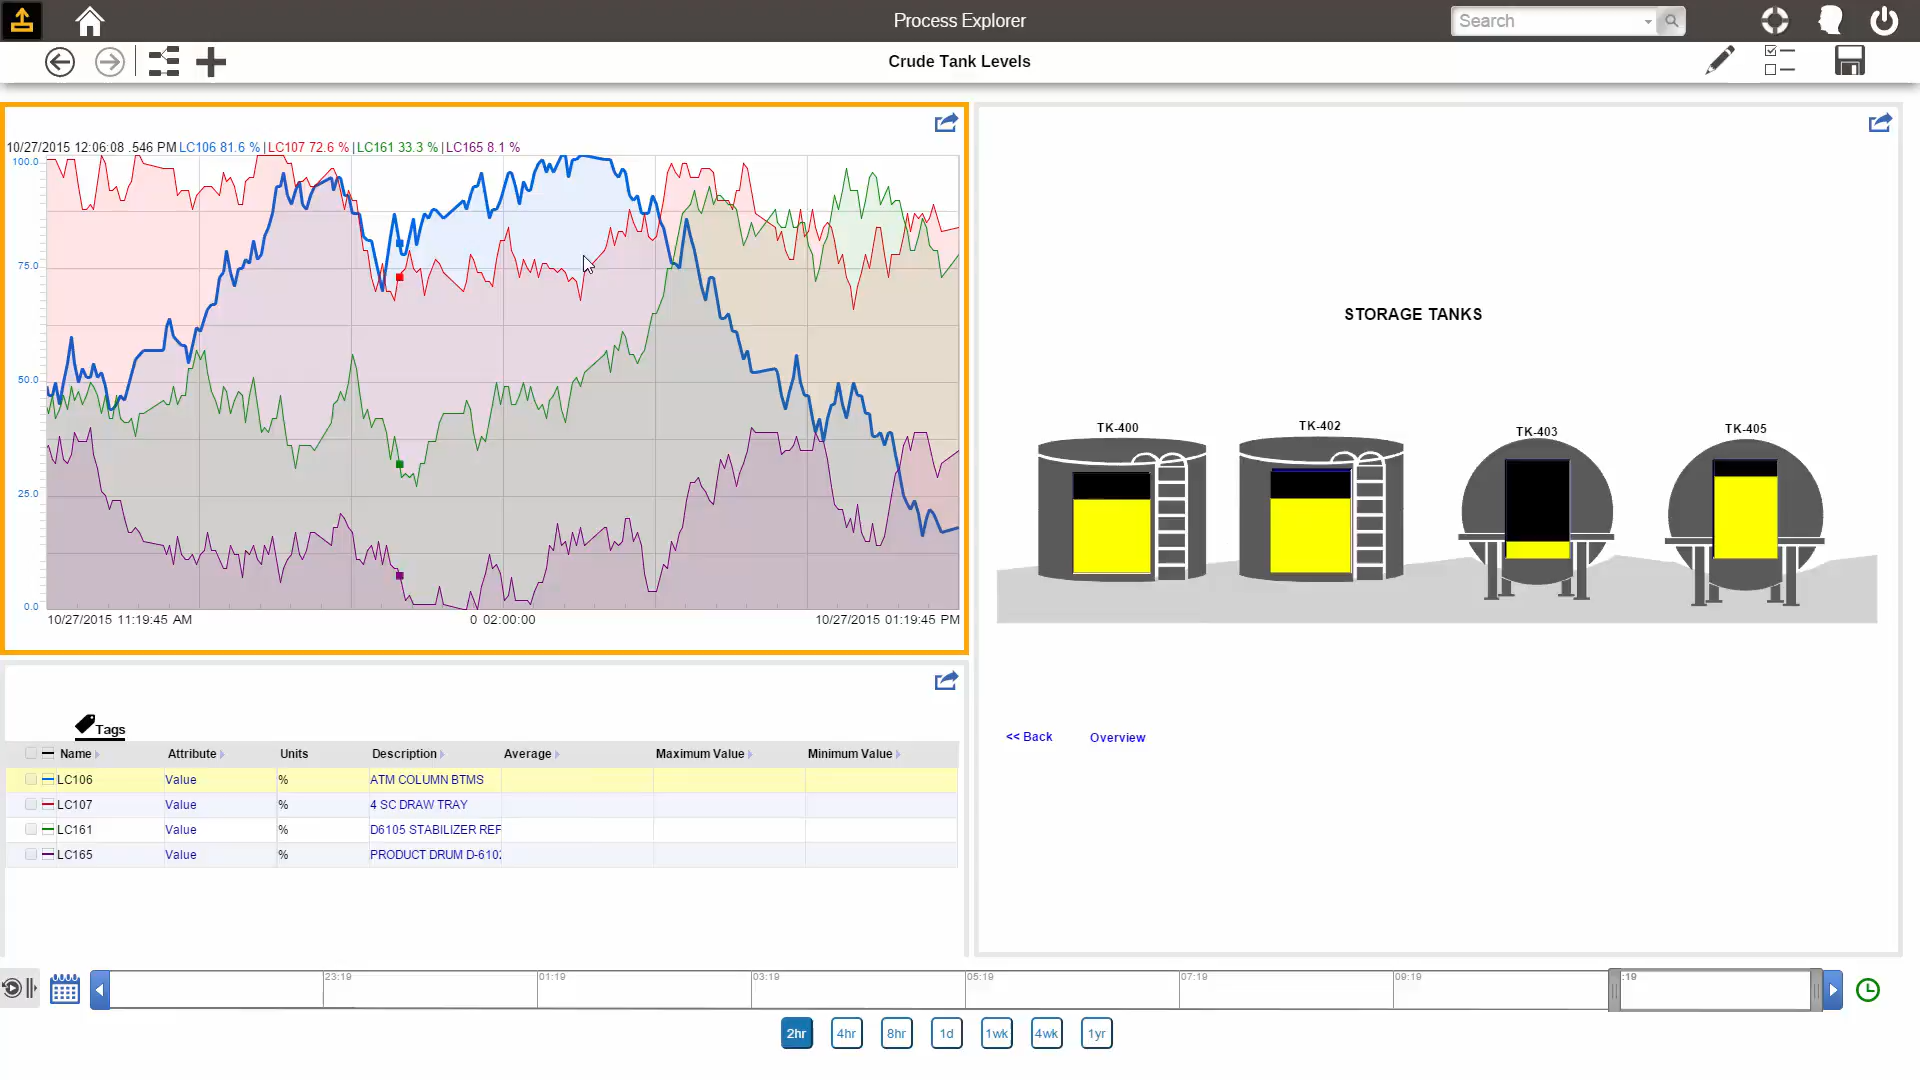 Process Explorer
Search
Crude Tank Levels
10/27/2015 12:06:08 .546 PM LC106 81.6 % | LC107 72.6 % | LC161 33.3 % | LC165 8.1 %
100.0
75.0
50.0
25.0
0.0
10/27/2015 11:19:45 AM 0 02:00:00 10/27/2015 01:19:45 PM
STORAGE TANKS
TK-400 TK-402 TK-403 TK-405
<< Back Overview
Tags
Name Attribute Units Description Average Maximum Value Minimum Value
LC106 Value % ATM COLUMN BTMS
LC107 Value % 4 SC DRAW TRAY
LC161 Value % D6105 STABILIZER REF
LC165 Value % PRODUCT DRUM D-6102
23:19 01:19 03:19 05:19 07:19 09:19 :19
2hr 4hr 8hr 1d 1wk 4wk 1yr